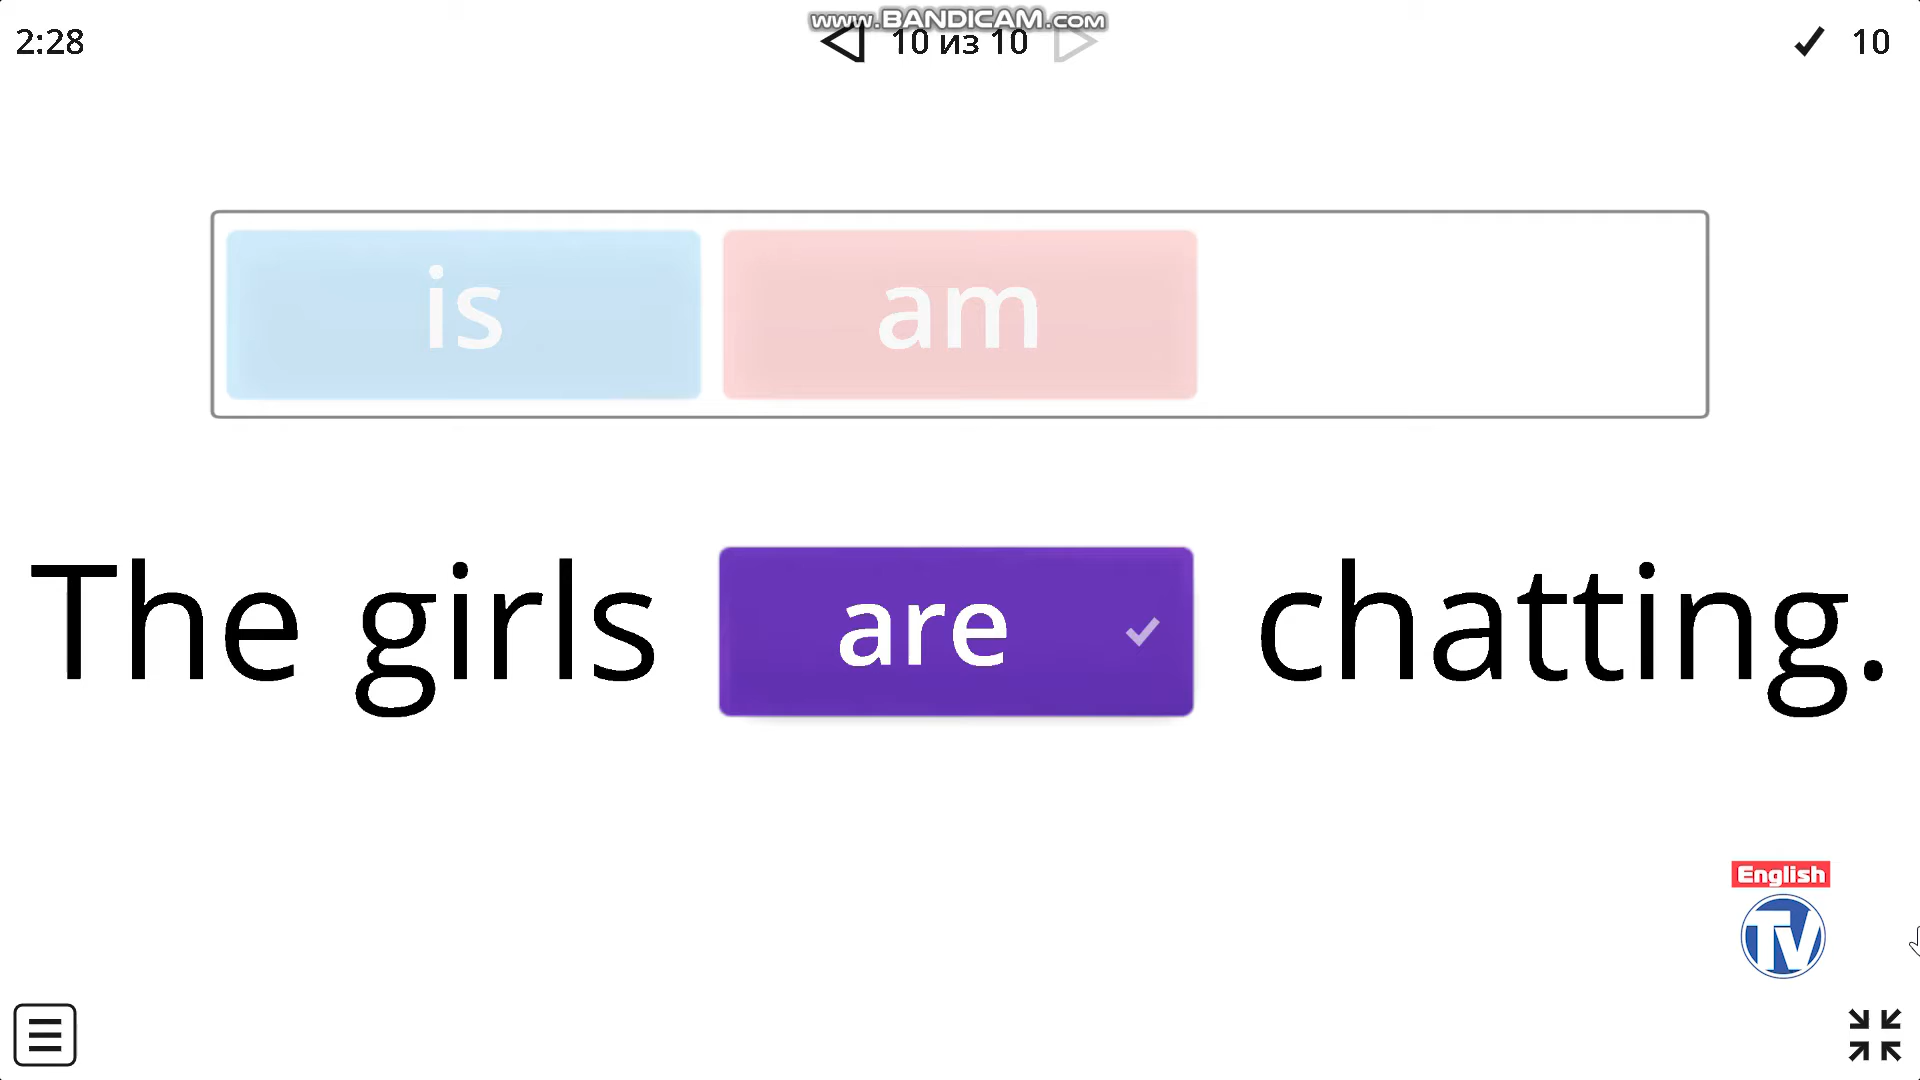 www.BANDICAM.com
2:28
10 из 10
10
is
am
The girls are chatting.
English
TV